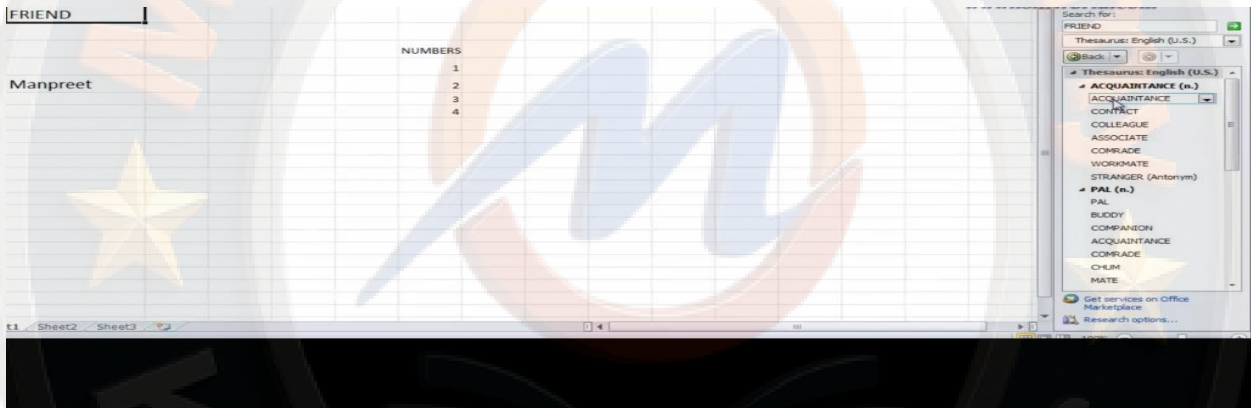 FRIEND
NUMBERS
1
Manpreet 2
3
4
Search for:
FRIEND
Thesaurus: English (U.S.)
Back
Thesaurus: English (U.S.)
ACQUAINTANCE (n.)
ACQUAINTANCE
CONTACT
COLLEAGUE
ASSOCIATE
COMRADE
WORKMATE
STRANGER (Antonym)
PAL (n.)
PAL
BUDDY
COMPANION
ACQUAINTANCE
COMRADE
CHUM
MATE
Get services on Office
Marketplace
Research options...
t1 Sheet2 Sheet3
100%